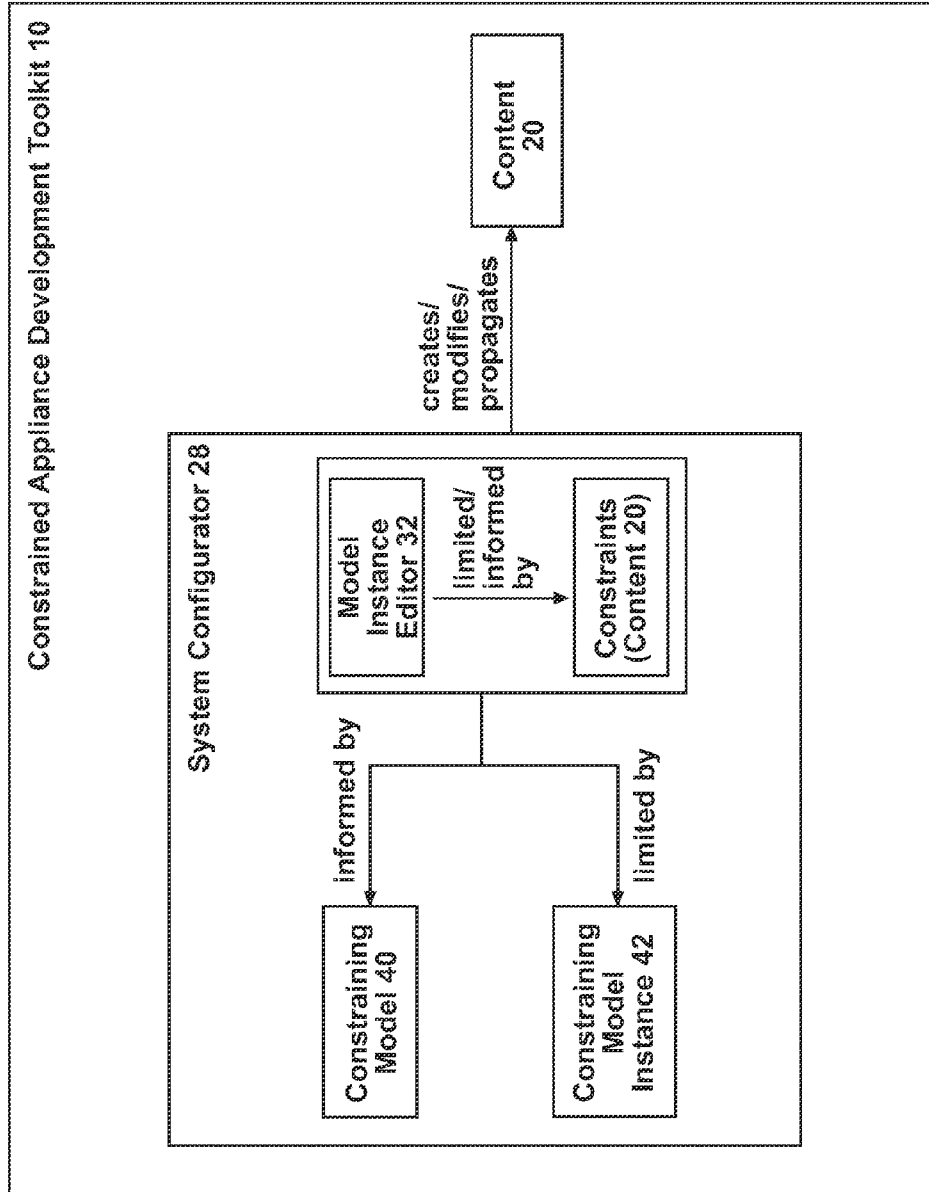 Constrained Appliance Development Toolkit 10
System Configurator 28
Constraining
Model 40
informed by
Model
Instance
Editor 32
limited/
informed
by
Constraints
(Content 20)
Constraining
Model
Instance 42
limited by
creates/
modifies/
propagates
Content
20